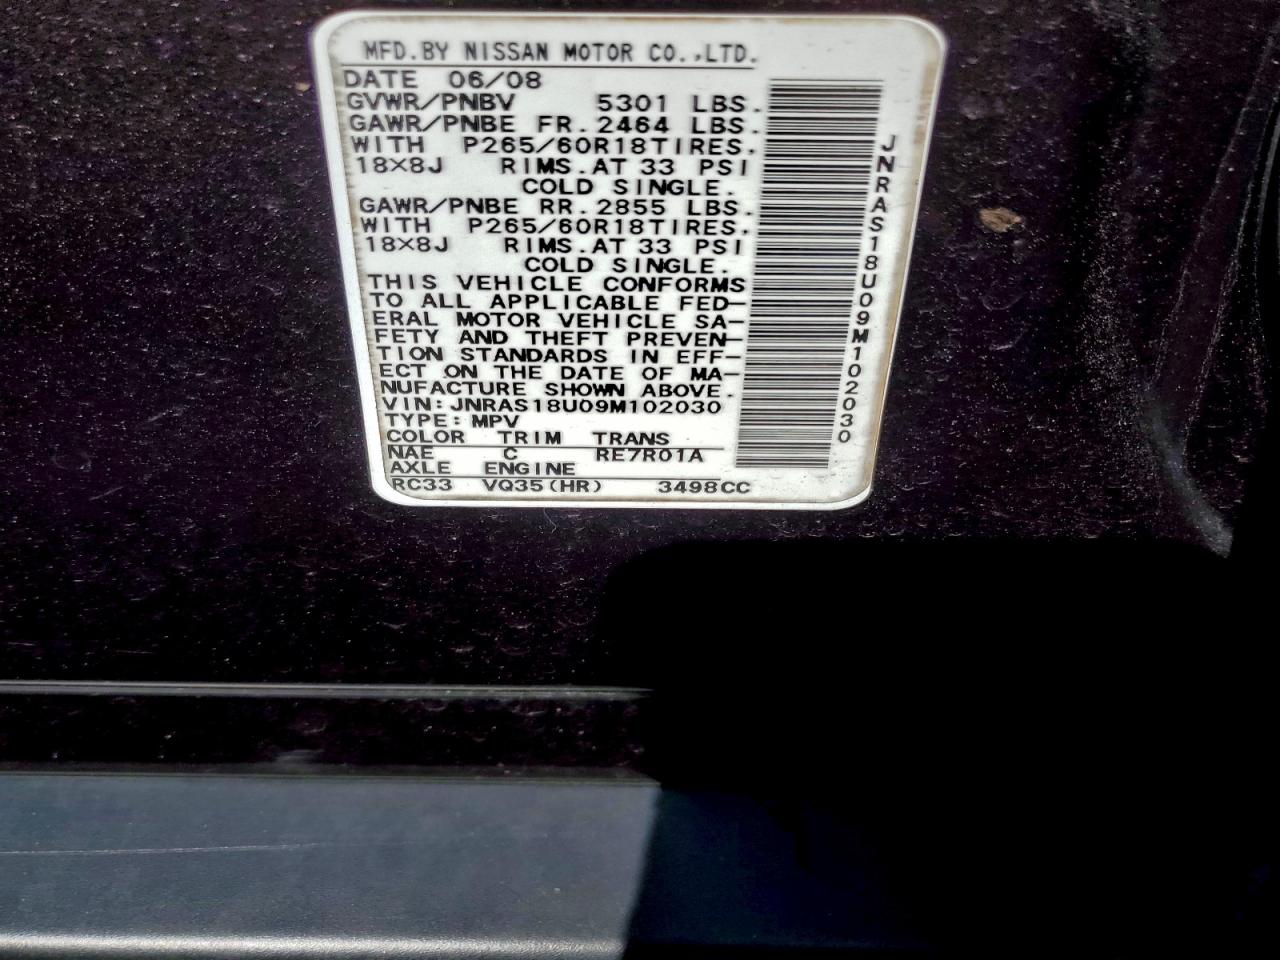 MFD.BY NISSAN MOTOR CO.,LTD.
DATE 06/08
GVWR/PNBV 5301 LBS.
GAWR/PNBE FR.2464 LBS.
WITH P265/60R18TIRES.
18X8J RIMS.AT 33 PSI
COLD SINGLE.
GAWR/PNBE RR.2855 LBS.
WITH P265/60R18TIRES.
18X8J RIMS.AT 33 PSI
COLD SINGLE.
THIS VEHICLE CONFORMS
TO ALL APPLICABLE FED-
ERAL MOTOR VEHICLE SA-
FETY AND THEFT PREVEN-
TION STANDARDS IN EFF-
ECT ON THE DATE OF MA-
NUFACTURE SHOWN ABOVE.
VIN:JNRAS18U09M102030
TYPE:MPV
COLOR TRIM TRANS
NAE C RE7R01A
AXLE ENGINE
RC33 VQ35(HR) 3498CC
JNRAS18U09M102030